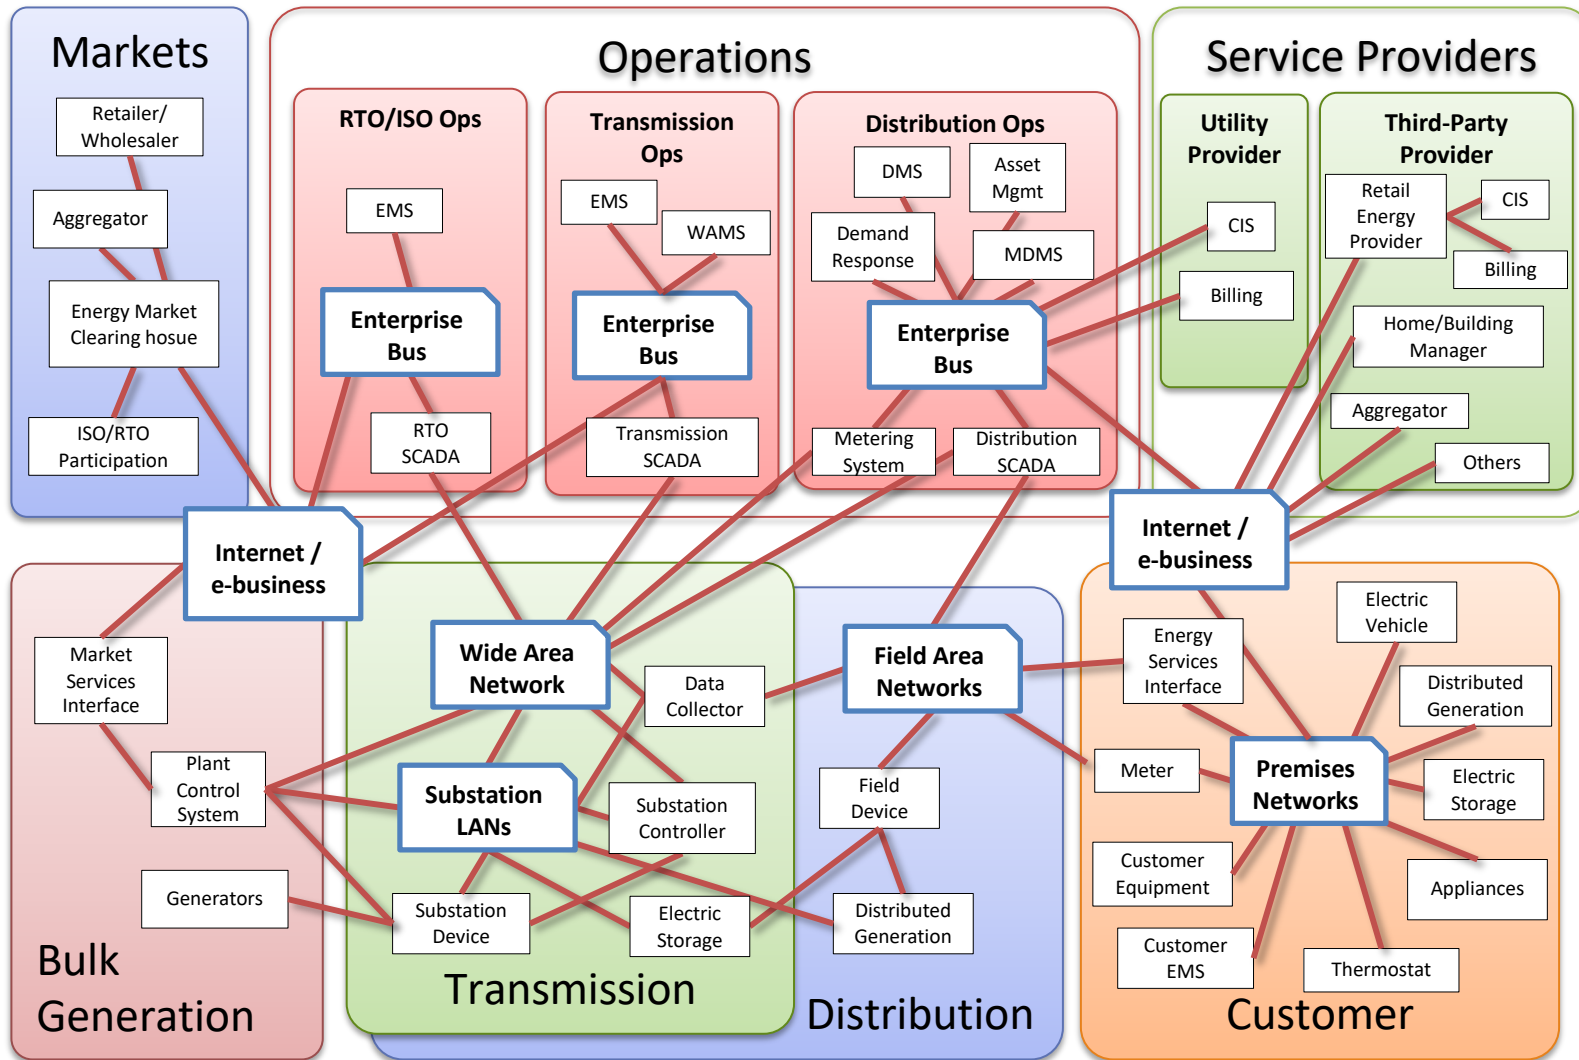 Markets
Retailer/
Wholesaler
Aggregator
Energy Market
Clearing hosue
ISO/RTO
Participation
Operations
RTO/ISO Ops
EMS
Enterprise
Bus
RTO
SCADA
Transmission
Ops
EMS
WAMS
Enterprise
Bus
Transmission
SCADA
Distribution Ops
DMS
Asset
Mgmt
Demand
Response
MDMS
Enterprise
Bus
Metering
System
Distribution
SCADA
Service Providers
Utility
Provider
CIS
Billing
Third-Party
Provider
Retail
Energy
Provider
CIS
Billing
Home/Building
Manager
Aggregator
Others
Internet /
e-business
Internet /
e-business
Market
Services
Interface
Plant
Control
System
Generators
Bulk
Generation
Wide Area
Network
Data
Collector
Substation
LANs
Substation
Controller
Substation
Device
Electric
Storage
Transmission
Field Area
Networks
Field
Device
Distributed
Generation
Distribution
Energy
Services
Interface
Electric
Vehicle
Distributed
Generation
Meter
Premises
Networks
Electric
Storage
Customer
Equipment
Appliances
Customer
EMS
Thermostat
Customer